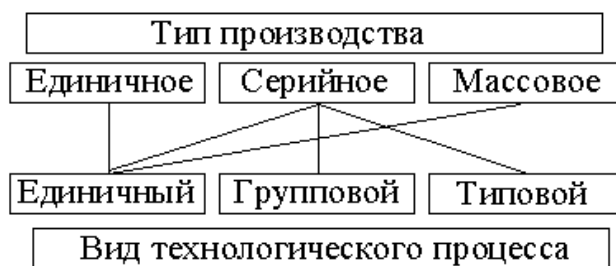 Тип производства
Единичное Серийное Массовое
Единичный Групповой Типовой
Вид технологического процесса